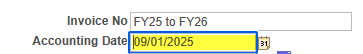 Invoice No FY25 to FY26
Accounting Date 09/01/2025